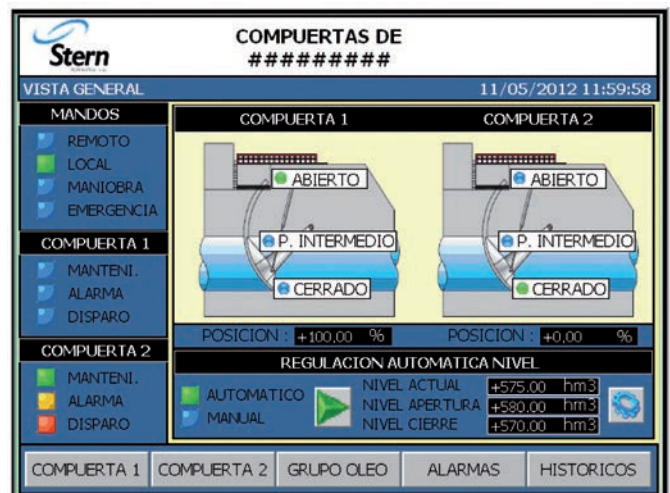 Stern
COMPUERTAS DE
#########
VISTA GENERAL
11/05/2012 11:59:58
MANDOS
REMOTO
LOCAL
MANIOBRA
EMERGENCIA
COMPUERTA 1
MANTENI.
ALARMA
DISPARO
COMPUERTA 2
MANTENI.
ALARMA
DISPARO
COMPUERTA 1
ABIERTO
P. INTERMEDIO
CERRADO
POSICION : +100,00 %
COMPUERTA 2
ABIERTO
P. INTERMEDIO
CERRADO
POSICION : +0,00 %
REGULACION AUTOMATICA NIVEL
AUTOMATICO
MANUAL
NIVEL ACTUAL +575.00 hm3
NIVEL APERTURA +580.00 hm3
NIVEL CIERRE +570.00 hm3
COMPUERTA 1
COMPUERTA 2
GRUPO OLEO
ALARMAS
HISTORICOS